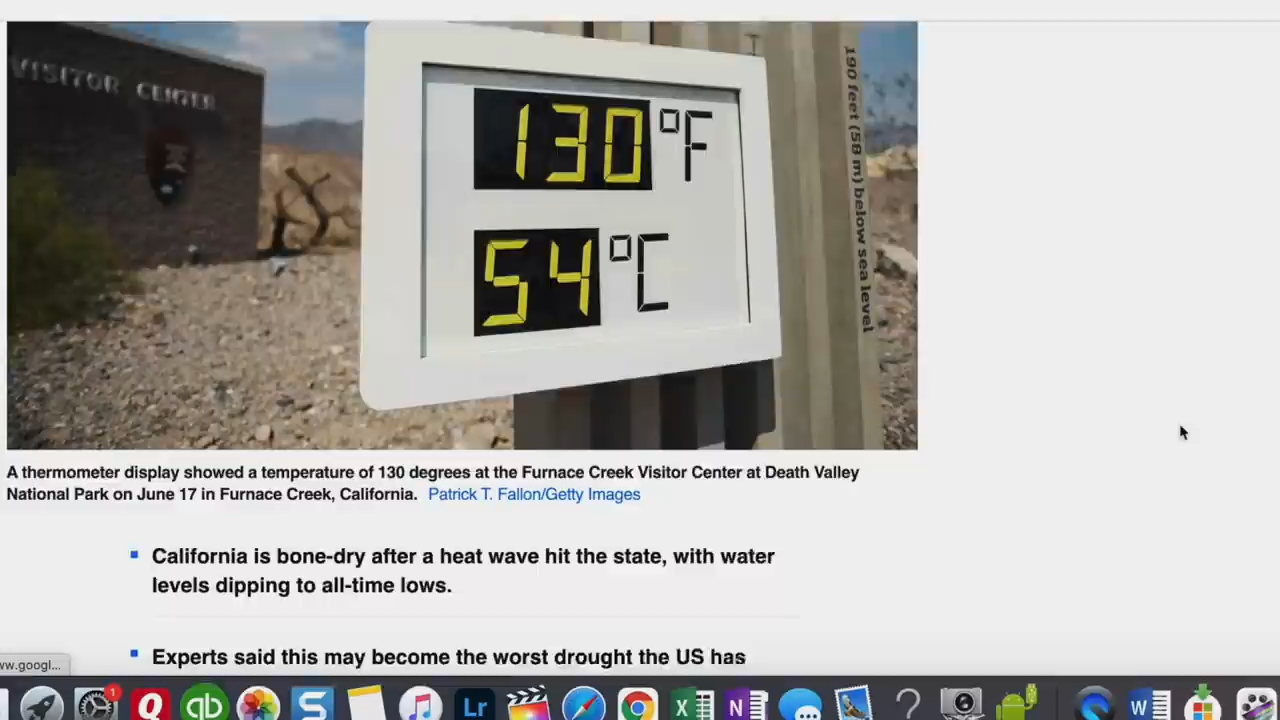 VISITOR CENTER
130°F
54°C
190 feet (58 m) below sea level
A thermometer display showed a temperature of 130 degrees at the Furnace Creek Visitor Center at Death Valley
National Park on June 17 in Furnace Creek, California. Patrick T. Fallon/Getty Images
California is bone-dry after a heat wave hit the state, with water
levels dipping to all-time lows.
Experts said this may become the worst drought the US has
ww.googl...
1
Lr
W